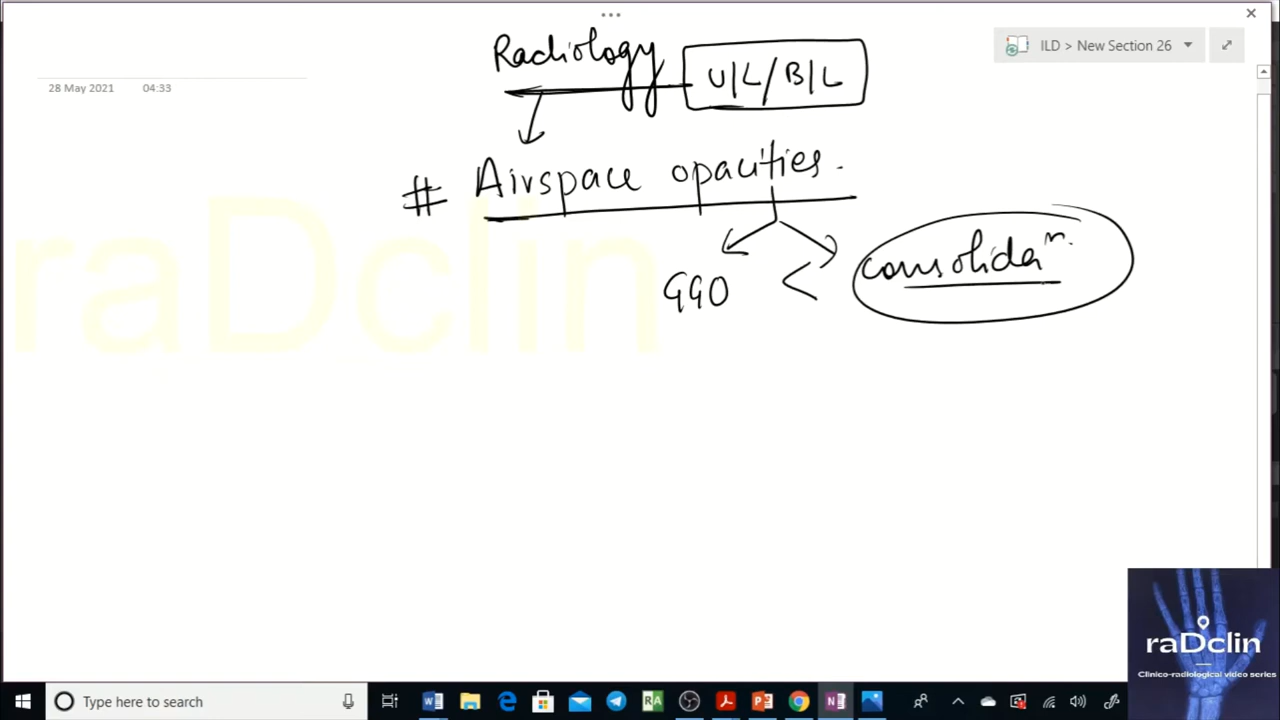 ILD > New Section 26
28 May 2021 04:33
Radiology U/L/B/L
# Airspace opacities.
GGO < consolidaⁿ.
raDclin
raDclin
Clinico-radiological video series
Type here to search